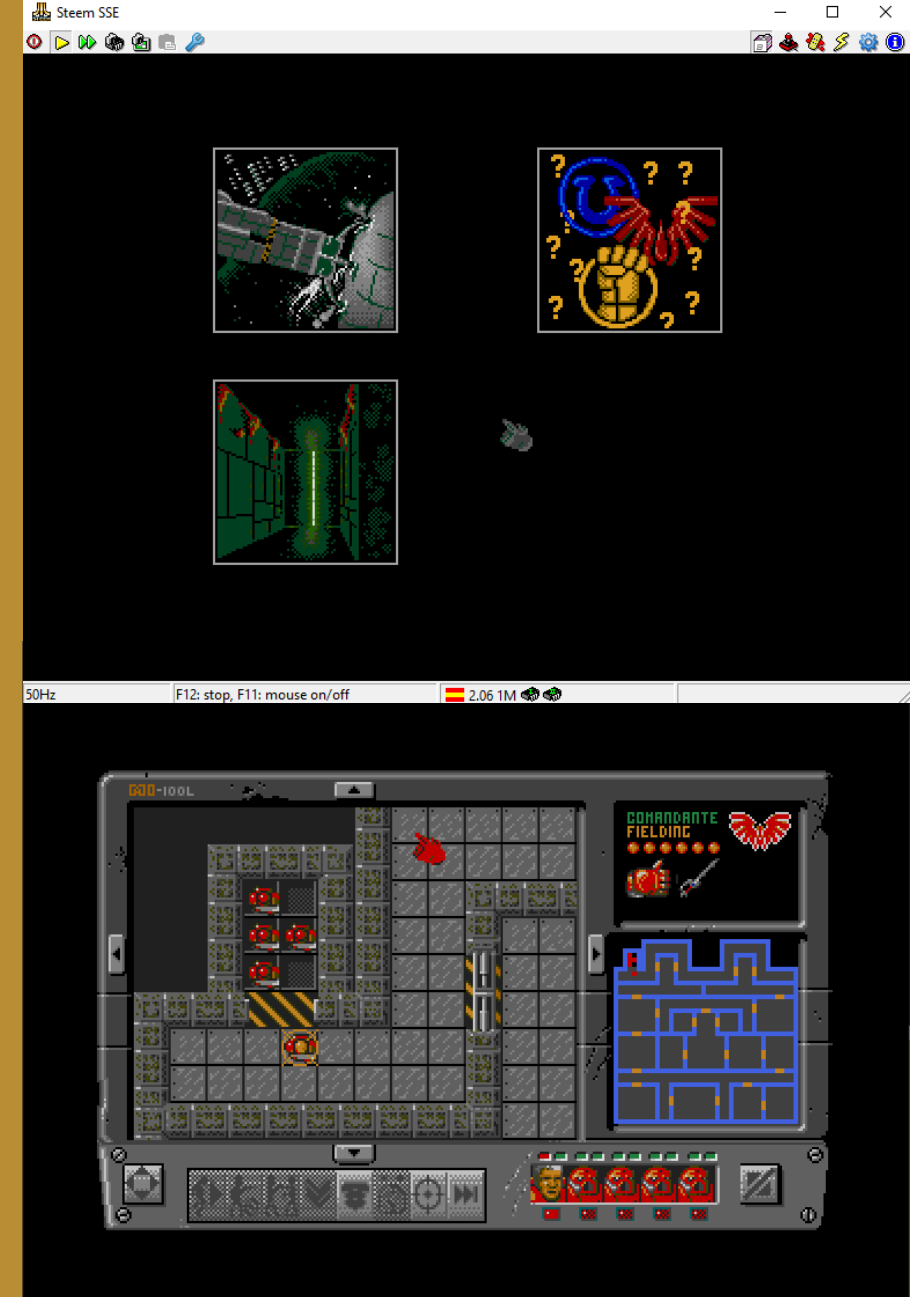 Steem SSE
? ? ?
?
? ? ?
? ? ?
50Hz
F12: stop, F11: mouse on/off
2.06 1M
COMANDANTE
FIELDING